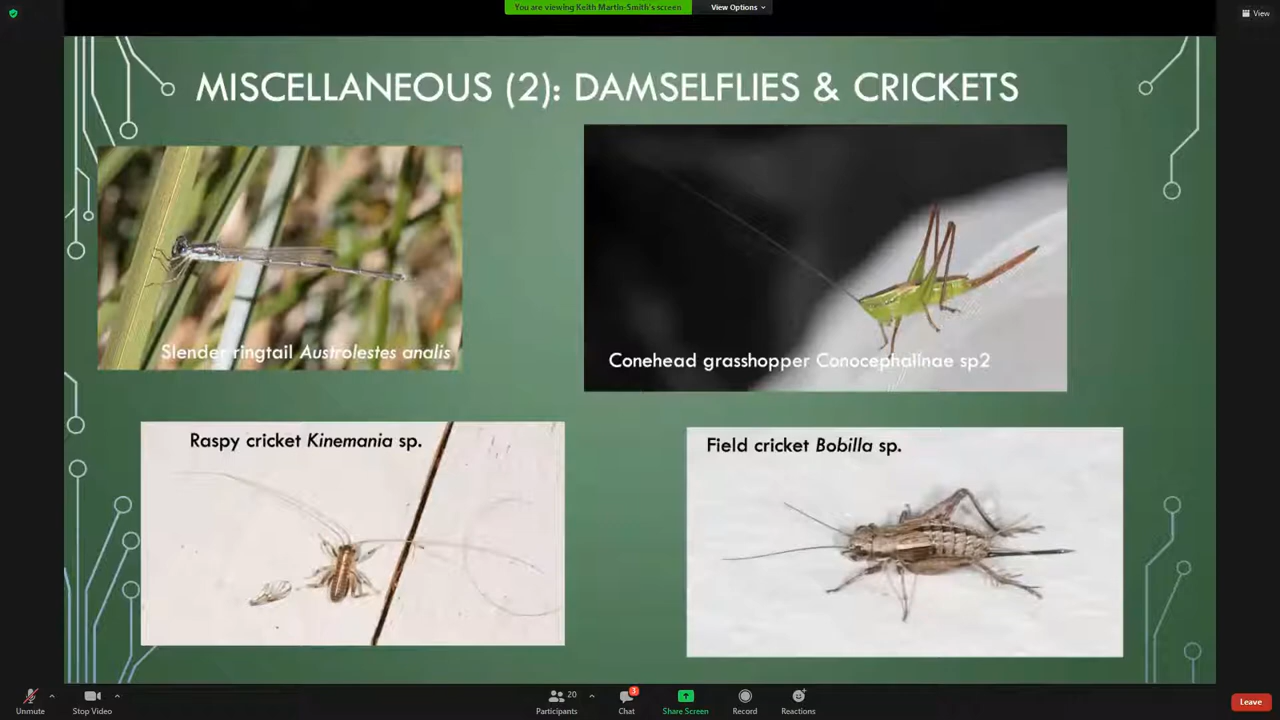 You are viewing Keith Martin-Smith's screen
View Options
View
MISCELLANEOUS (2): DAMSELFLIES & CRICKETS
Slender ringtail Austrolestes analis
Conehead grasshopper Conocephalinae sp2
Raspy cricket Kinemania sp.
Field cricket Bobilla sp.
Unmute
Stop Video
20
Participants
3
Chat
Share Screen
Record
Reactions
Leave